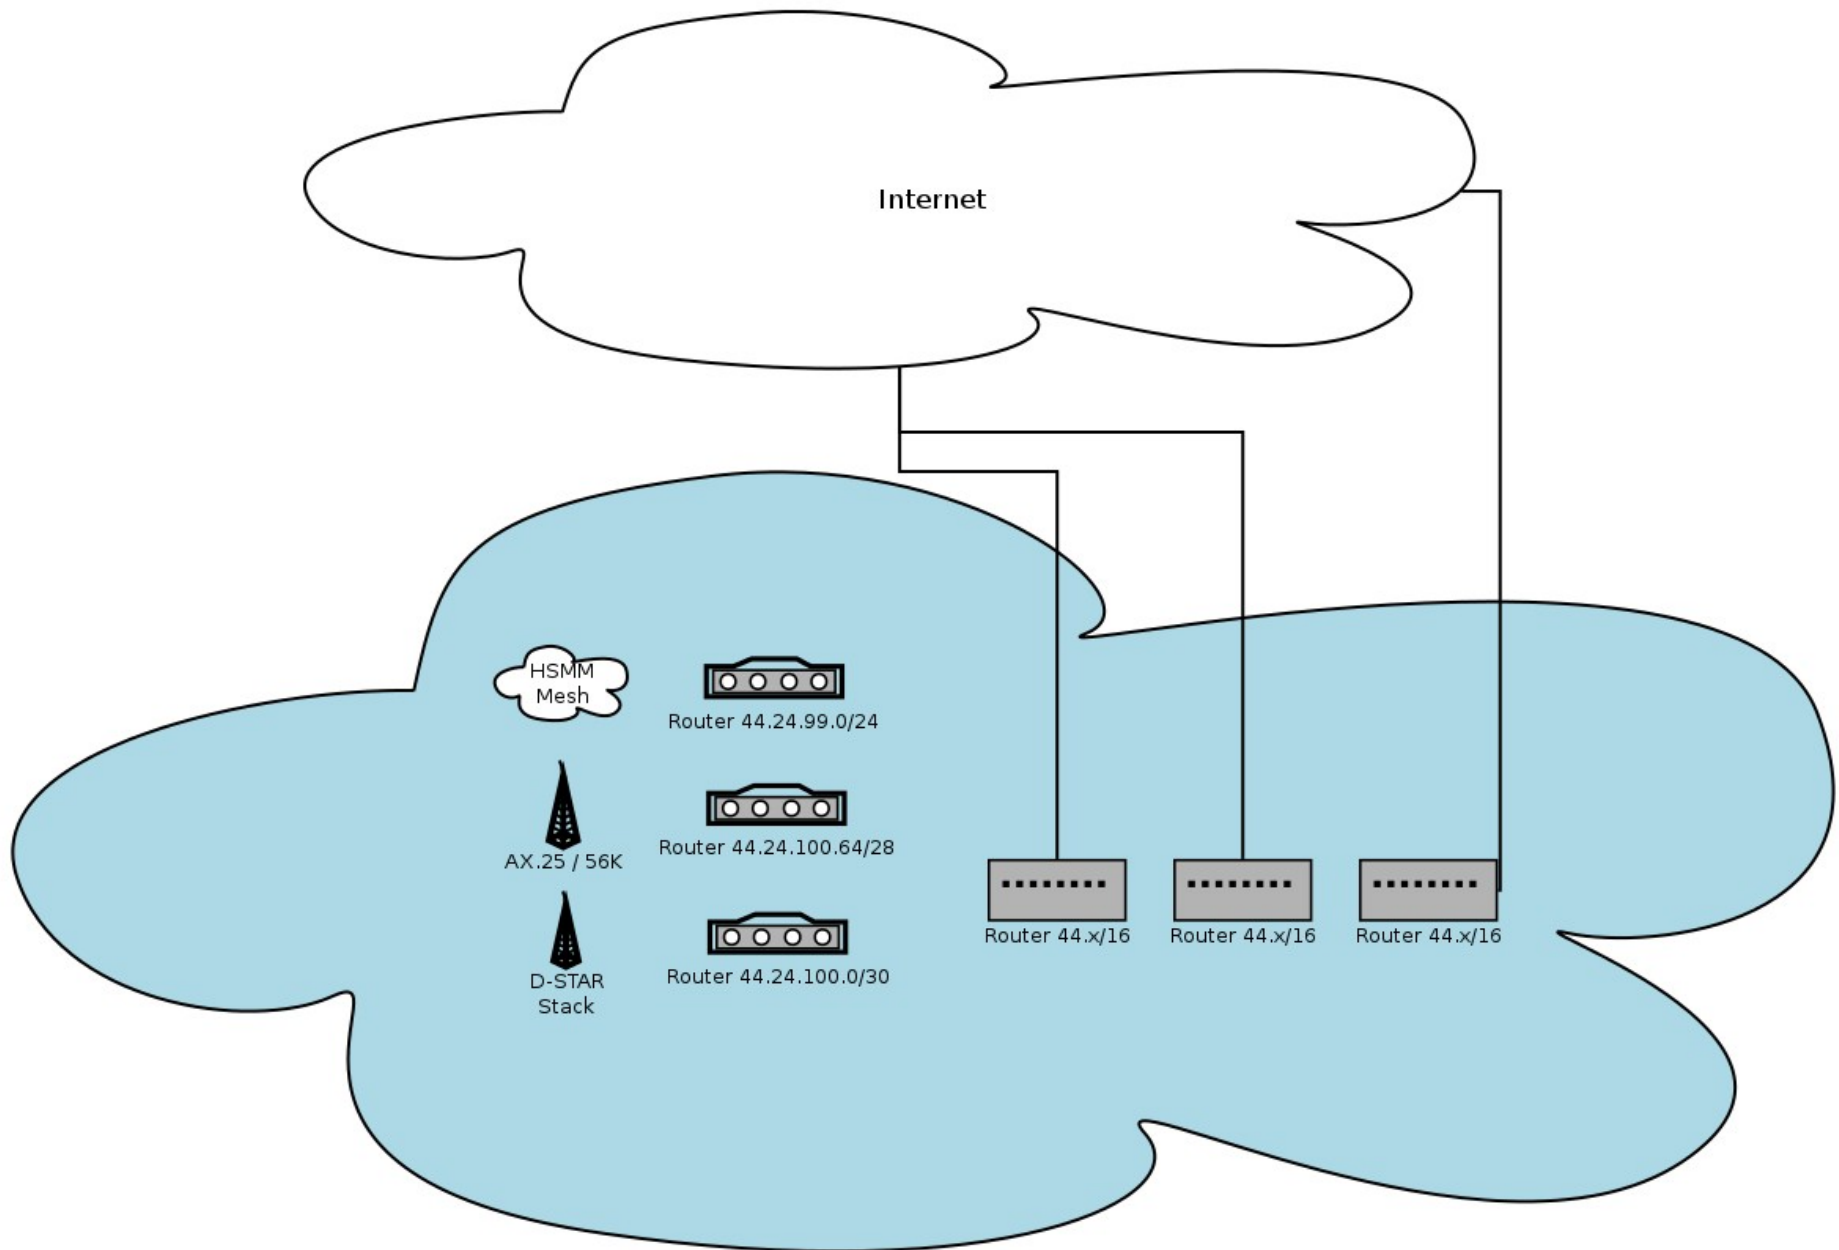 Internet
HSMM
Mesh
Router 44.24.99.0/24
AX.25 / 56K
Router 44.24.100.64/28
D-STAR
Stack
Router 44.24.100.0/30
Router 44.x/16
Router 44.x/16
Router 44.x/16